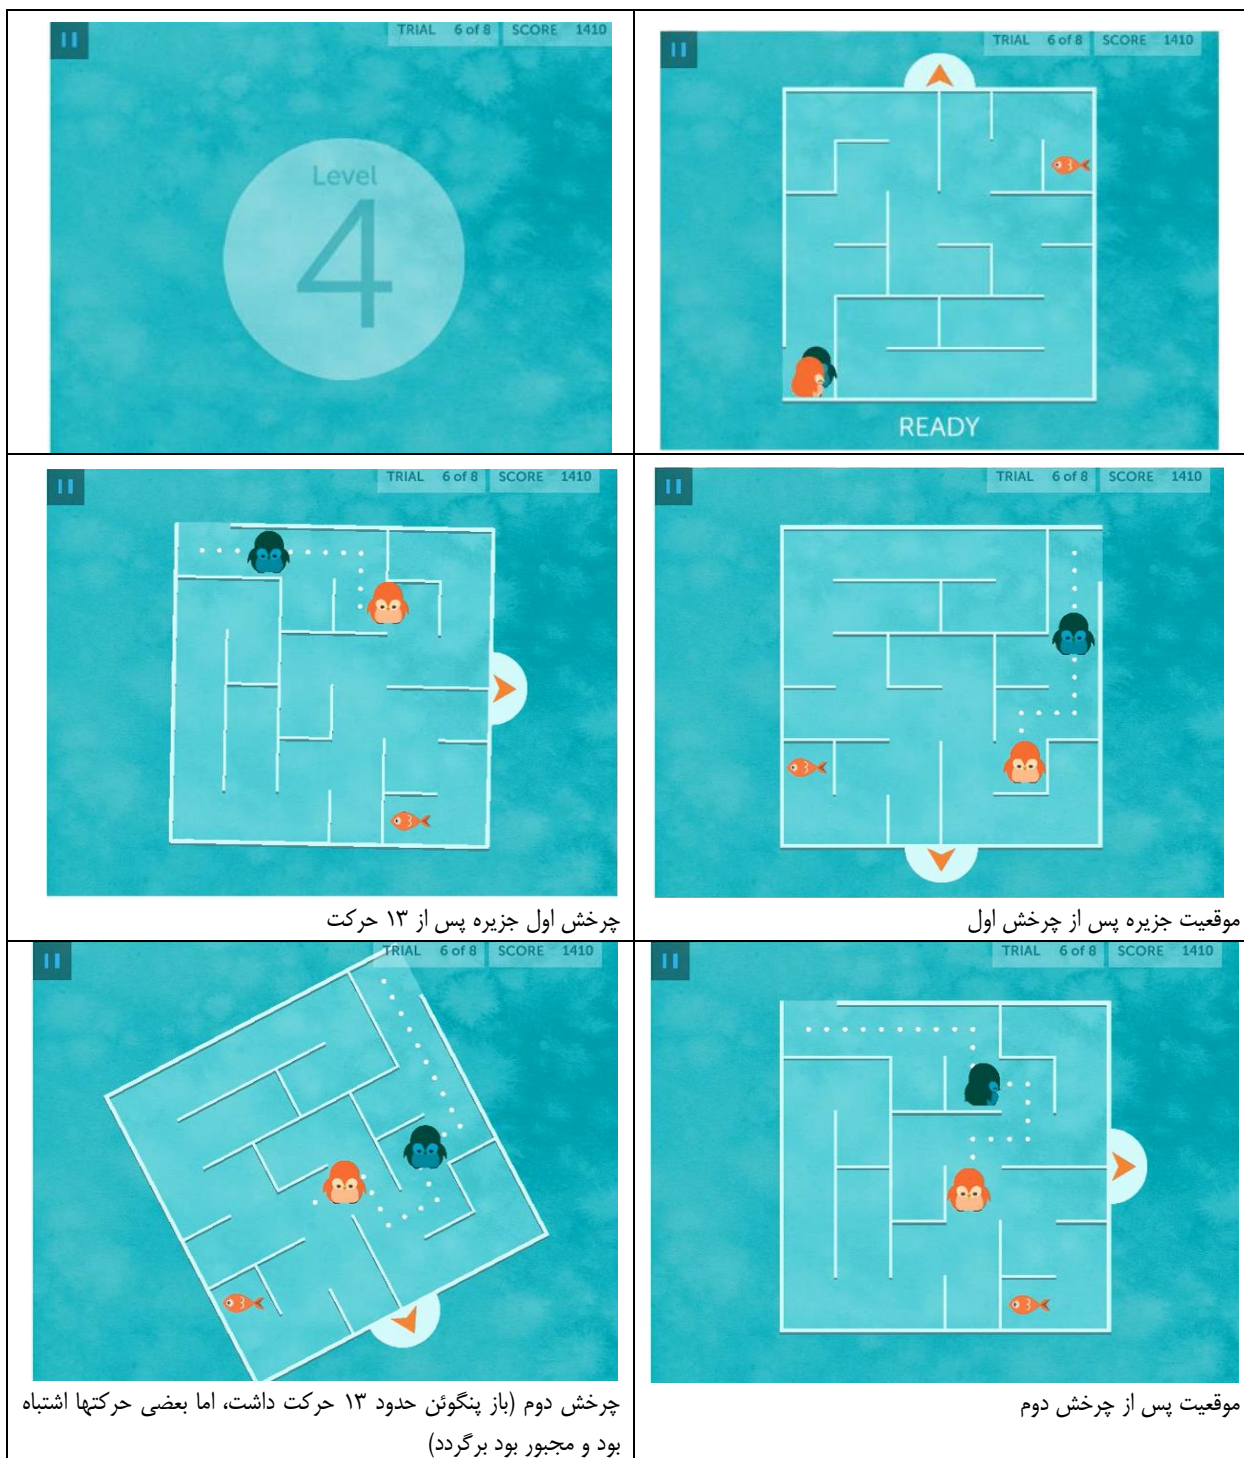 TRIAL 6 of 8 SCORE 1410
Level
4
TRIAL 6 of 8 SCORE 1410
READY
TRIAL 6 of 8 SCORE 1410
چرخش اول جزیره پس از ۱۳ حرکت
TRIAL 6 of 8 SCORE 1410
موقعیت جزیره پس از چرخش اول
TRIAL 6 of 8 SCORE 1410
چرخش دوم (باز پنگوئن حدود ۱۳ حرکت داشت، اما بعضی حرکتها اشتباه
بود و مجبور بود برگردد)
TRIAL 6 of 8 SCORE 1410
موقعیت پس از چرخش دوم